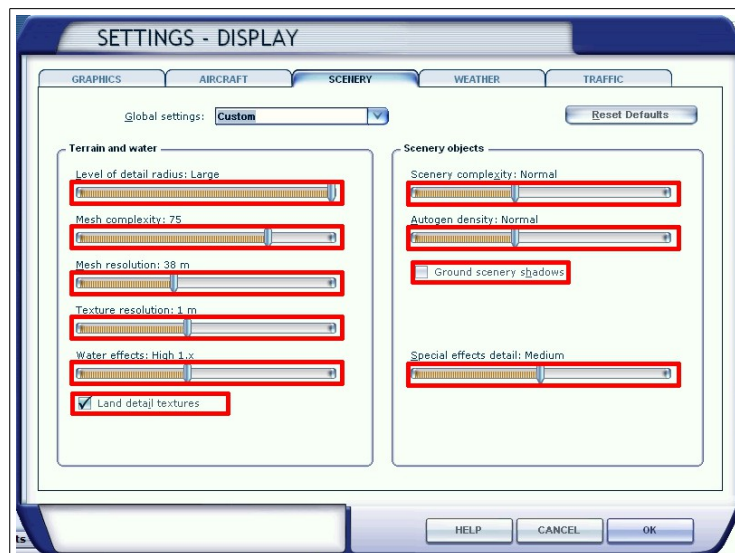 SETTINGS - DISPLAY
GRAPHICS AIRCRAFT SCENERY WEATHER TRAFFIC
Global settings: Custom Reset Defaults
Terrain and water
Level of detail radius: Large
Mesh complexity: 75
Mesh resolution: 38 m
Texture resolution: 1 m
Water effects: High 1.x
Land detail textures
Scenery objects
Scenery complexity: Normal
Autogen density: Normal
Ground scenery shadows
Special effects detail: Medium
ts
HELP CANCEL OK